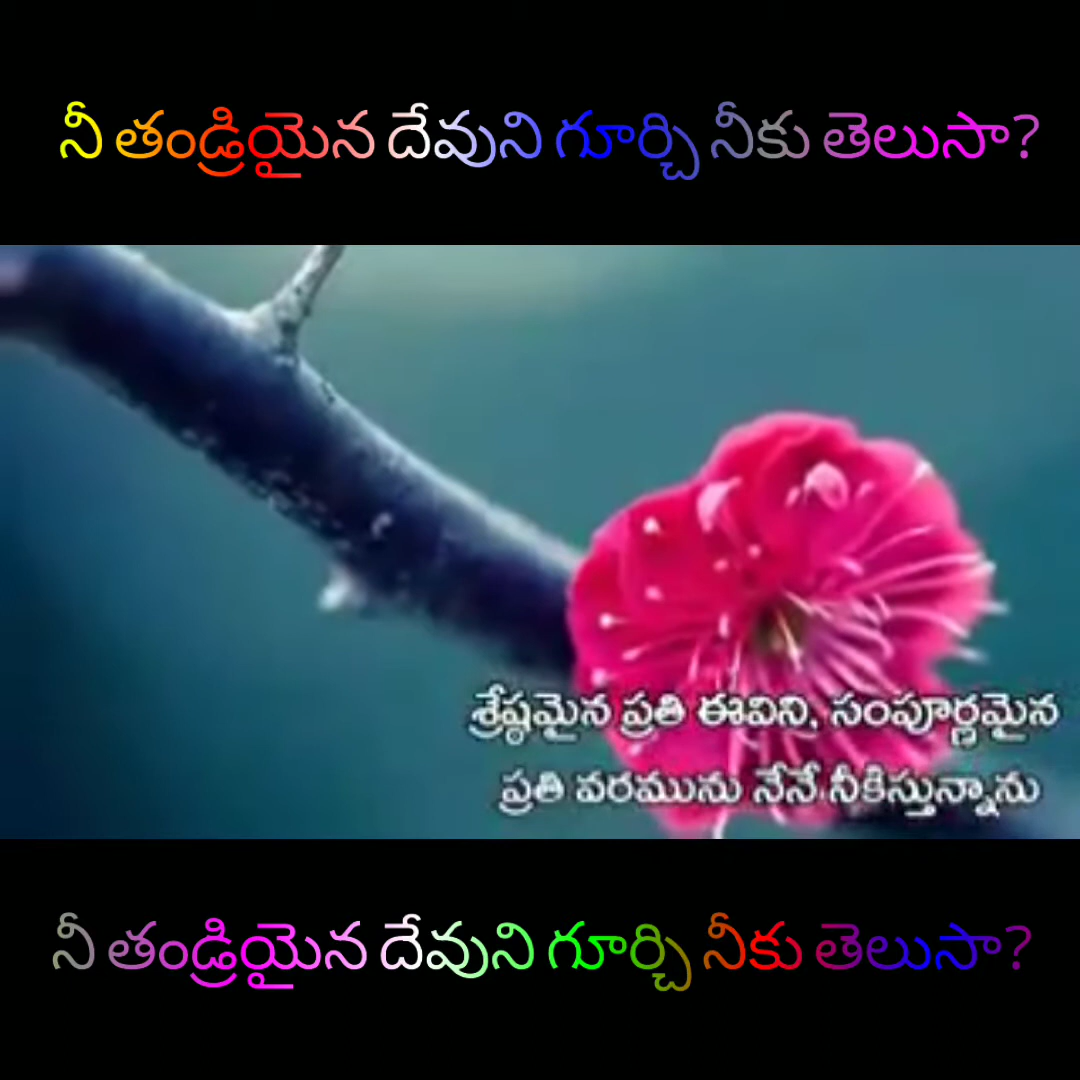 నీ తండ్రియైన దేవుని గూర్చి నీకు తెలుసా?
శ్రేష్ఠమైన ప్రతి ఈవిని, సంపూర్ణమైన
ప్రతి వరమును నేనే నీకిస్తున్నాను
నీ తండ్రియైన దేవుని గూర్చి నీకు తెలుసా?